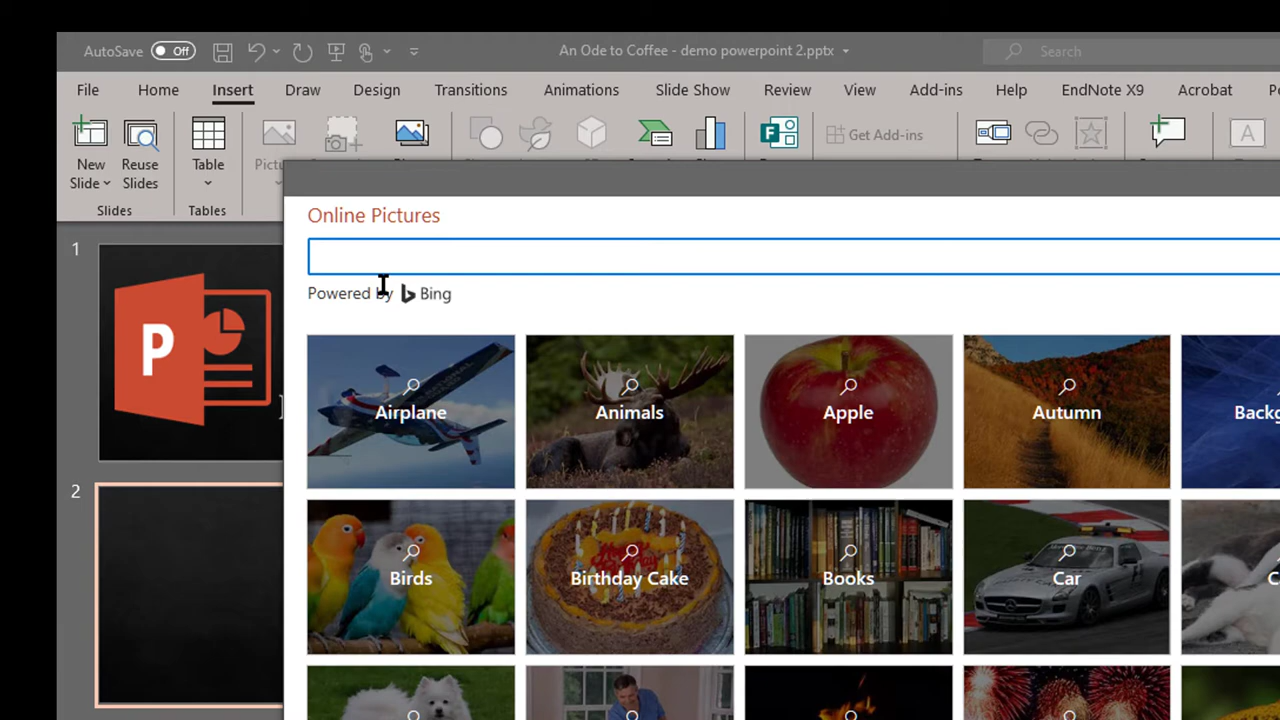 AutoSave Off An Ode to Coffee - demo powerpoint 2.pptx Search
File Home Insert Draw Design Transitions Animations Slide Show Review View Add-ins Help EndNote X9 Acrobat
New Slide
Reuse Slides
Table
Get Add-ins
Slides Tables
Online Pictures
Powered by Bing
1
P
Airplane Animals Apple Autumn
2
Birds Birthday Cake Books Car